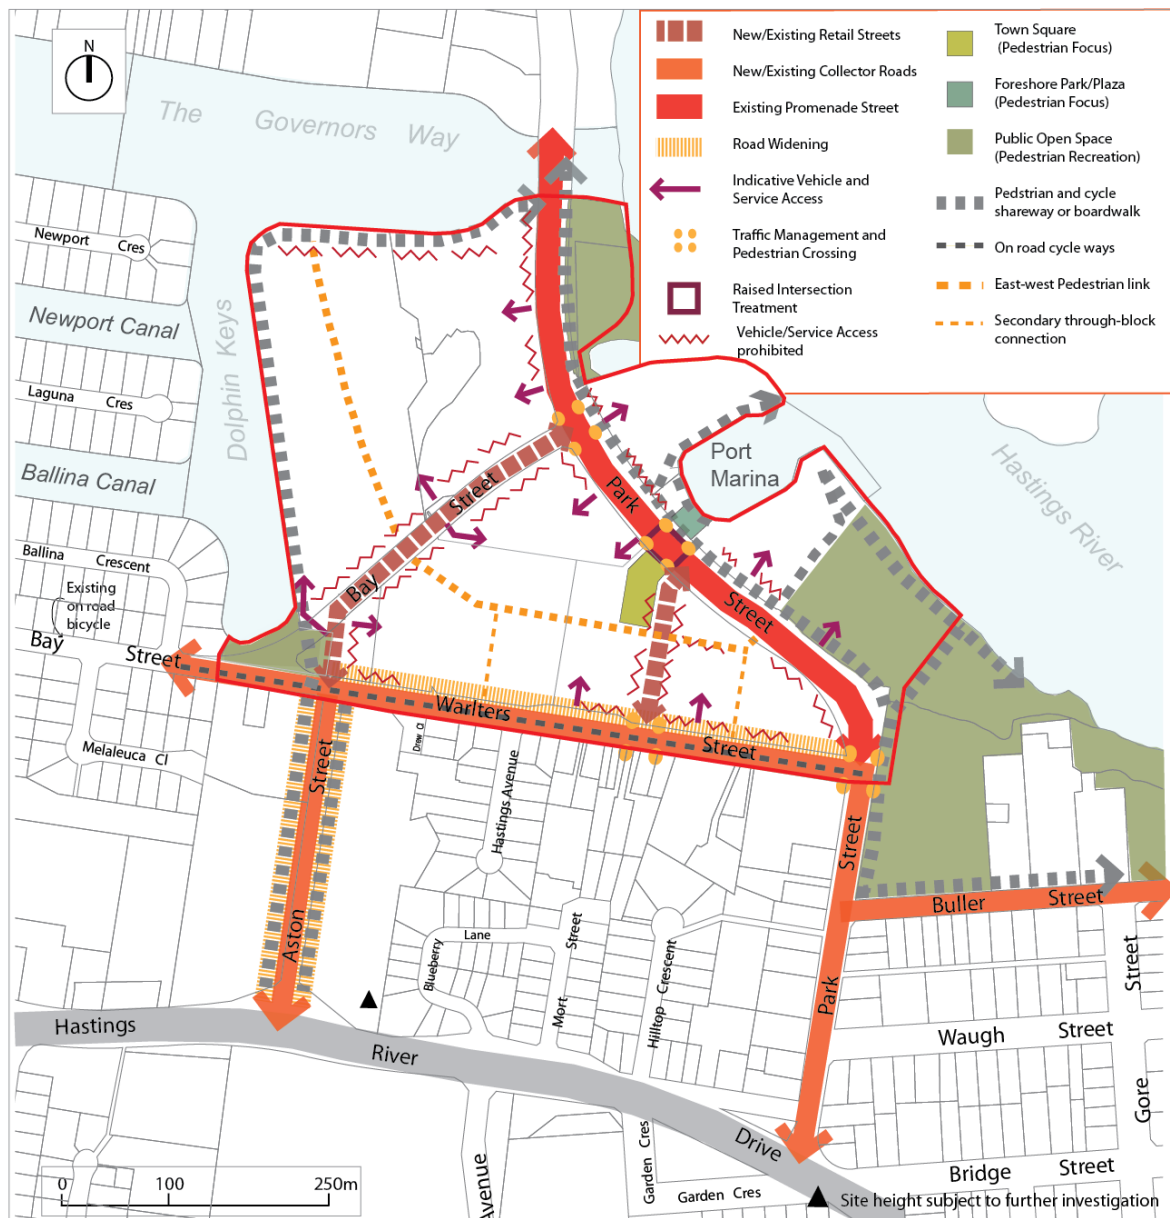 N
The Governors Way
New/Existing Retail Streets
New/Existing Collector Roads
Existing Promenade Street
Road Widening
Indicative Vehicle and
Service Access
Traffic Management and
Pedestrian Crossing
Raised Intersection
Treatment
Vehicle/Service Access
prohibited
Town Square
(Pedestrian Focus)
Foreshore Park/Plaza
(Pedestrian Focus)
Public Open Space
(Pedestrian Recreation)
Pedstrian and cycle
shareway or boardwalk
On road cycle ways
East-west Pedestrian link
Secondary through-block
connection
Newport Cres
Newport Canal
Dolphin Keys
Laguna Cres
Ballina Canal
Ballina Crescent
Existing
on road
bicycle
Bay Street
Melaleuca Cl
Bay Street
Park Street
Port
Marina
Hastings River
Warlters Street
Drew Cl
Hastings Avenue
Aston Street
Blueberry Lane
Mort Street
Hilltop Crescent
Park Street
Buller Street
Waugh Street
Gore Street
Bridge Street
Hastings River Drive
Avenue
Garden Cres
Garden Cres
0 100 250m
Site height subject to further investigation